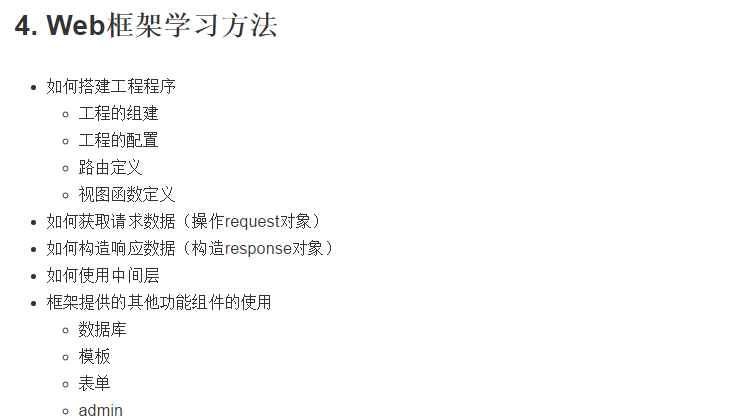 4. Web框架学习方法
如何搭建工程程序
工程的组建
工程的配置
路由定义
视图函数定义
如何获取请求数据（操作request对象）
如何构造响应数据（构造response对象）
如何使用中间层
框架提供的其他功能组件的使用
数据库
模板
表单
admin